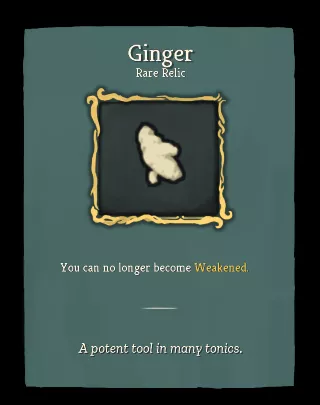 Ginger
Rare Relic
You can no longer become Weakened.
A potent tool in many tonics.